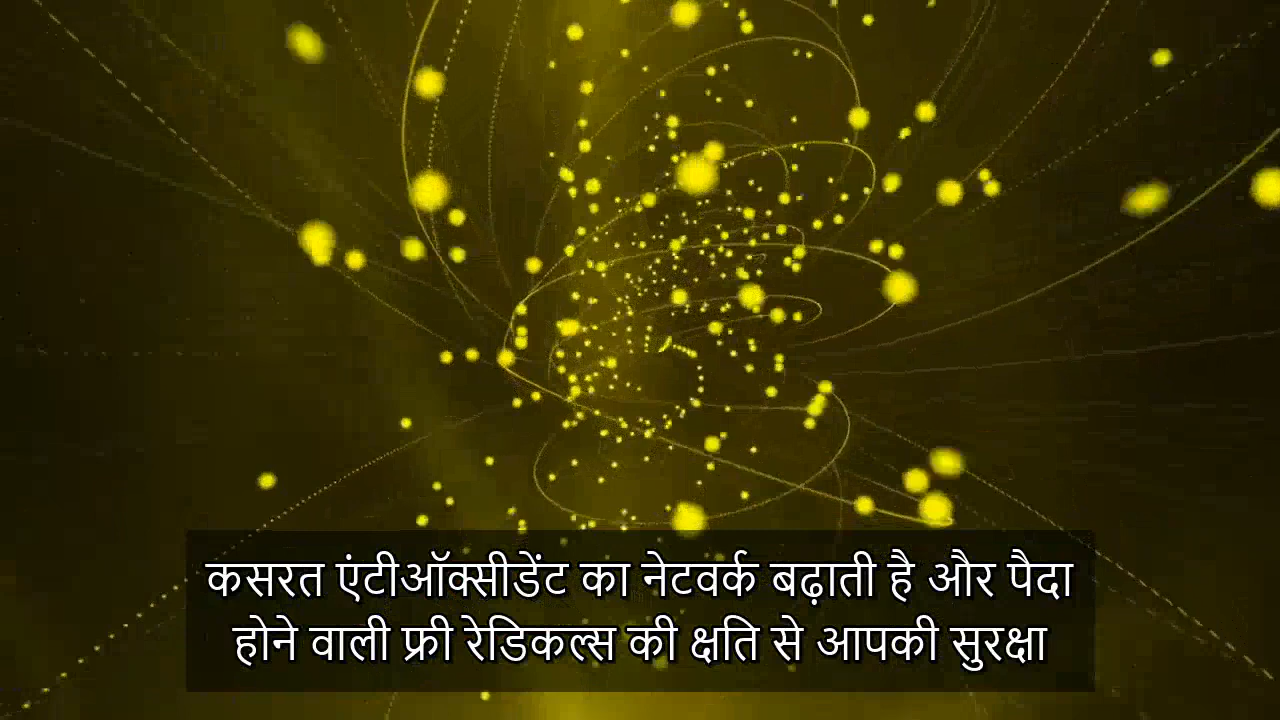 कसरत एंटीऑक्सीडेंट का नेटवर्क बढ़ाती है और पैदा
होने वाली फ्री रेडिकल्स की क्षति से आपकी सुरक्षा